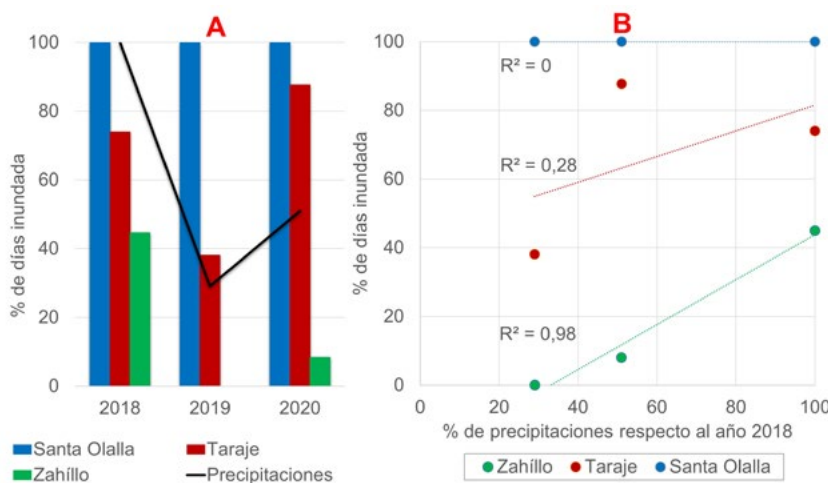 A
% de días inundada
100
80
60
40
20
0
2018 2019 2020
Santa Olalla Taraje
Zahíllo Precipitaciones
B
% de días inundada
100
80
60
40
20
0
R² = 0
R² = 0,28
R² = 0,98
0 20 40 60 80 100
% de precipitaciones respecto al año 2018
Zahíllo Taraje Santa Olalla